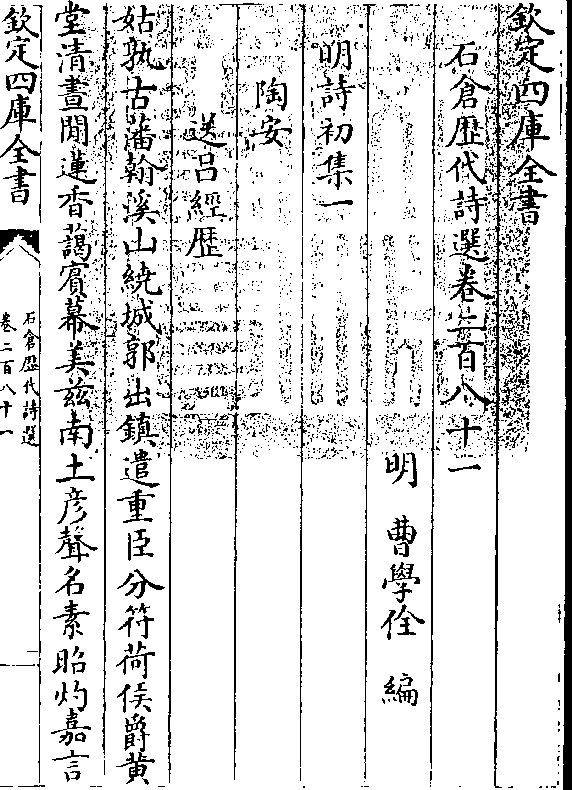 欽定四庫全書
石倉歴代詩選卷二百八十一
明 曹學佺 編
明詩初集一
陶安
送吕經歴
姑孰古藩翰溪山繞城郭出鎮遣重臣分符荷侯爵黄
堂清晝閒蓮香藹賓幕美兹南土彦聲名素昭灼嘉言
欽定四庫全書
石倉歴代詩選
卷二百八十一